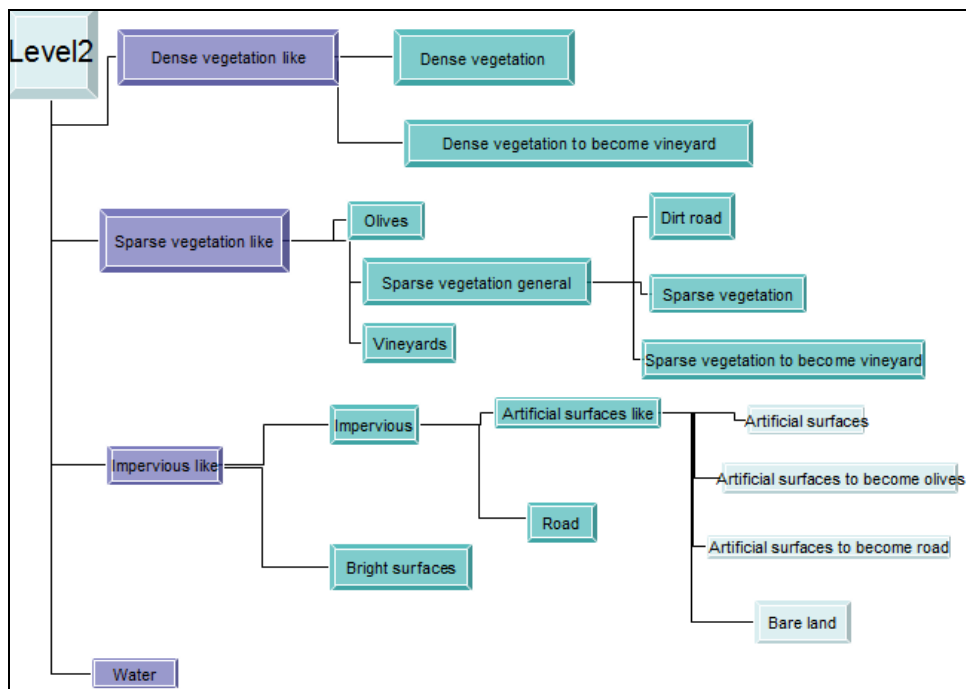 Level2
Dense vegetation like
Dense vegetation
Dense vegetation to become vineyard
Sparse vegetation like
Olives
Dirt road
Sparse vegetation general
Sparse vegetation
Vineyards
Sparse vegetation to become vineyard
Impervious like
Impervious
Artificial surfaces like
Artificial surfaces
Artificial surfaces to become olives
Road
Artificial surfaces to become road
Bright surfaces
Bare land
Water